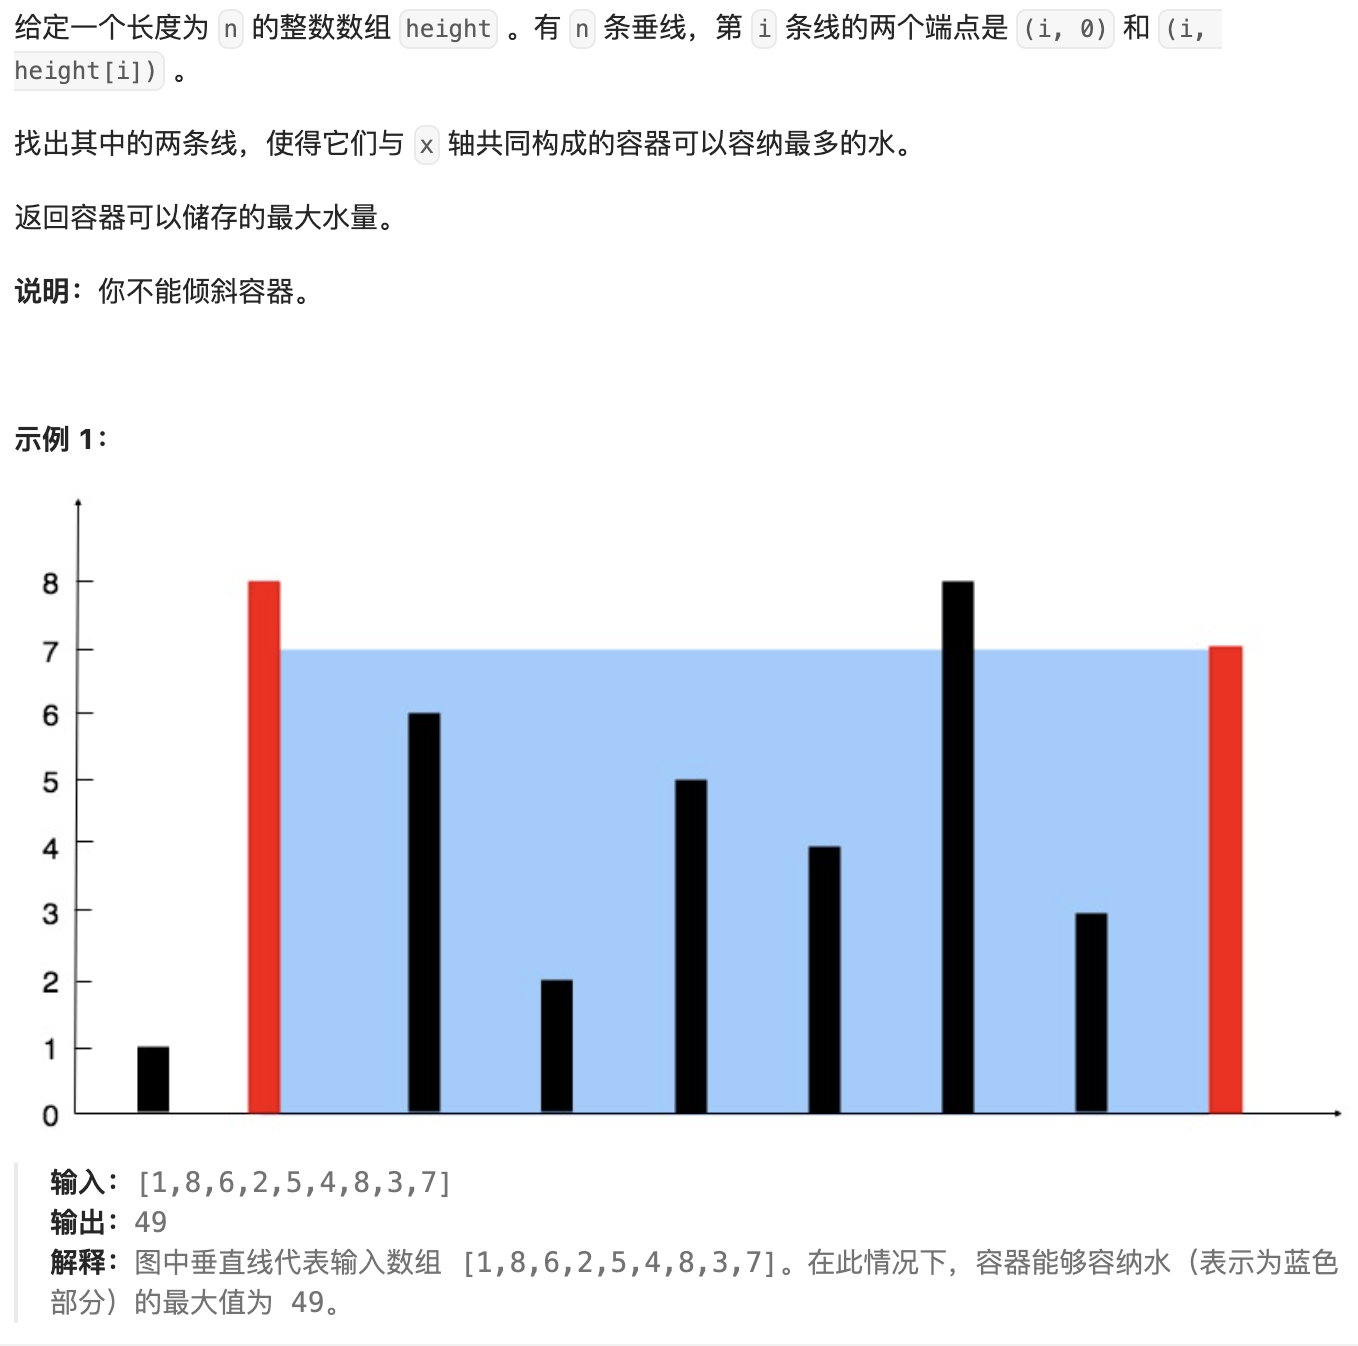 给定一个长度为 n 的整数数组 height 。有 n 条垂线，第 i 条线的两个端点是 (i, 0) 和 (i,
height[i]) 。
找出其中的两条线，使得它们与 x 轴共同构成的容器可以容纳最多的水。
返回容器可以储存的最大水量。
说明：你不能倾斜容器。
示例 1：
8
7
6
5
4
3
2
1
0
输入：[1,8,6,2,5,4,8,3,7]
输出：49
解释：图中垂直线代表输入数组 [1,8,6,2,5,4,8,3,7]。在此情况下，容器能够容纳水（表示为蓝色
部分）的最大值为 49。